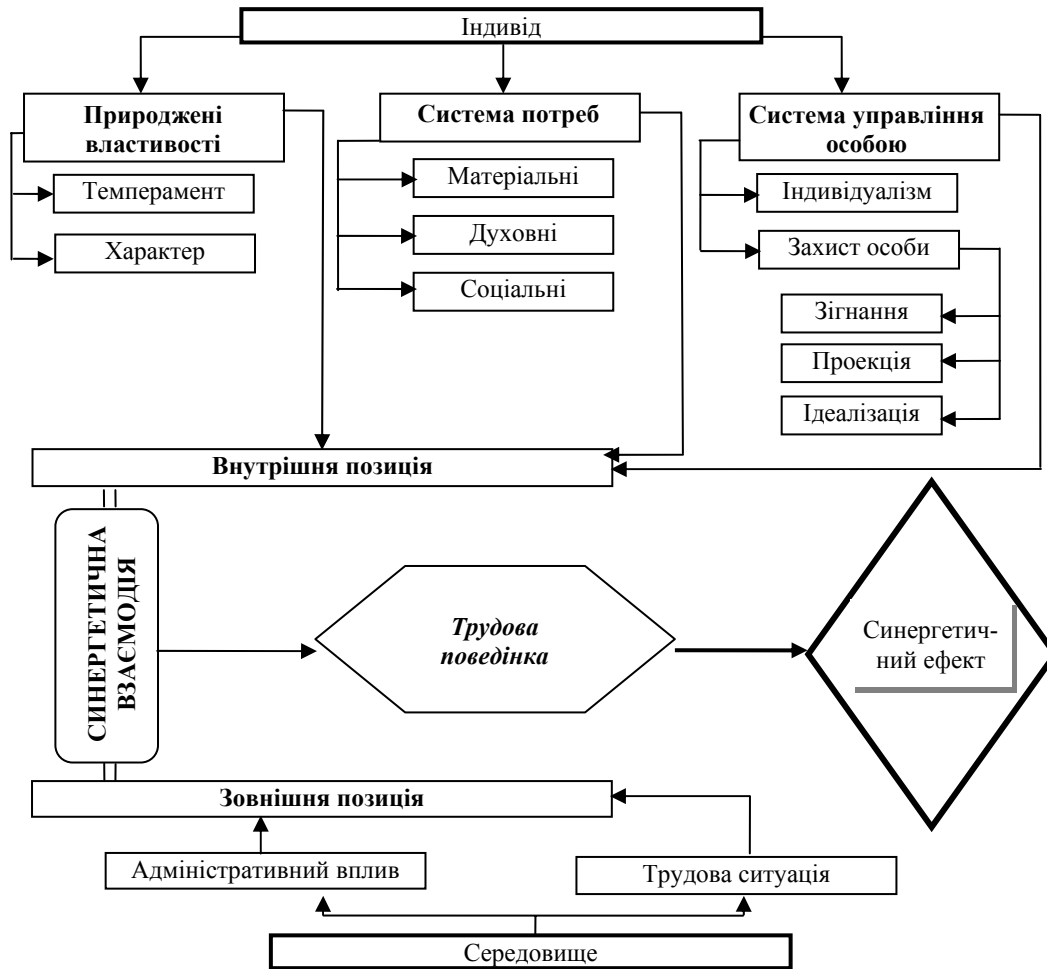 Індивід
Природжені
властивості
Система потреб
Система управління
особою
Темперамент
Характер
Матеріальні
Духовні
Соціальні
Індивідуалізм
Захист особи
Зігнання
Проекція
Ідеалізація
Внутрішня позиція
СИНЕРГЕТИЧНА
ВЗАЄМОДІЯ
Трудова
поведінка
Синергетич-
ний ефект
Зовнішня позиція
Адміністративний вплив
Трудова ситуація
Середовище